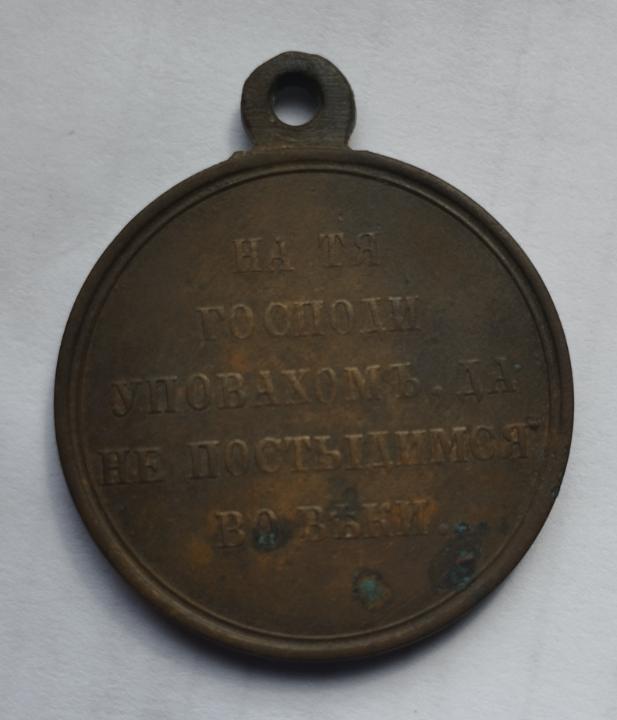 НА ТЯ
ГОСПОДИ
УПОВАХОМЪ, ДА
НЕ ПОСТЫДИМСЯ
ВО ВѢКИ...